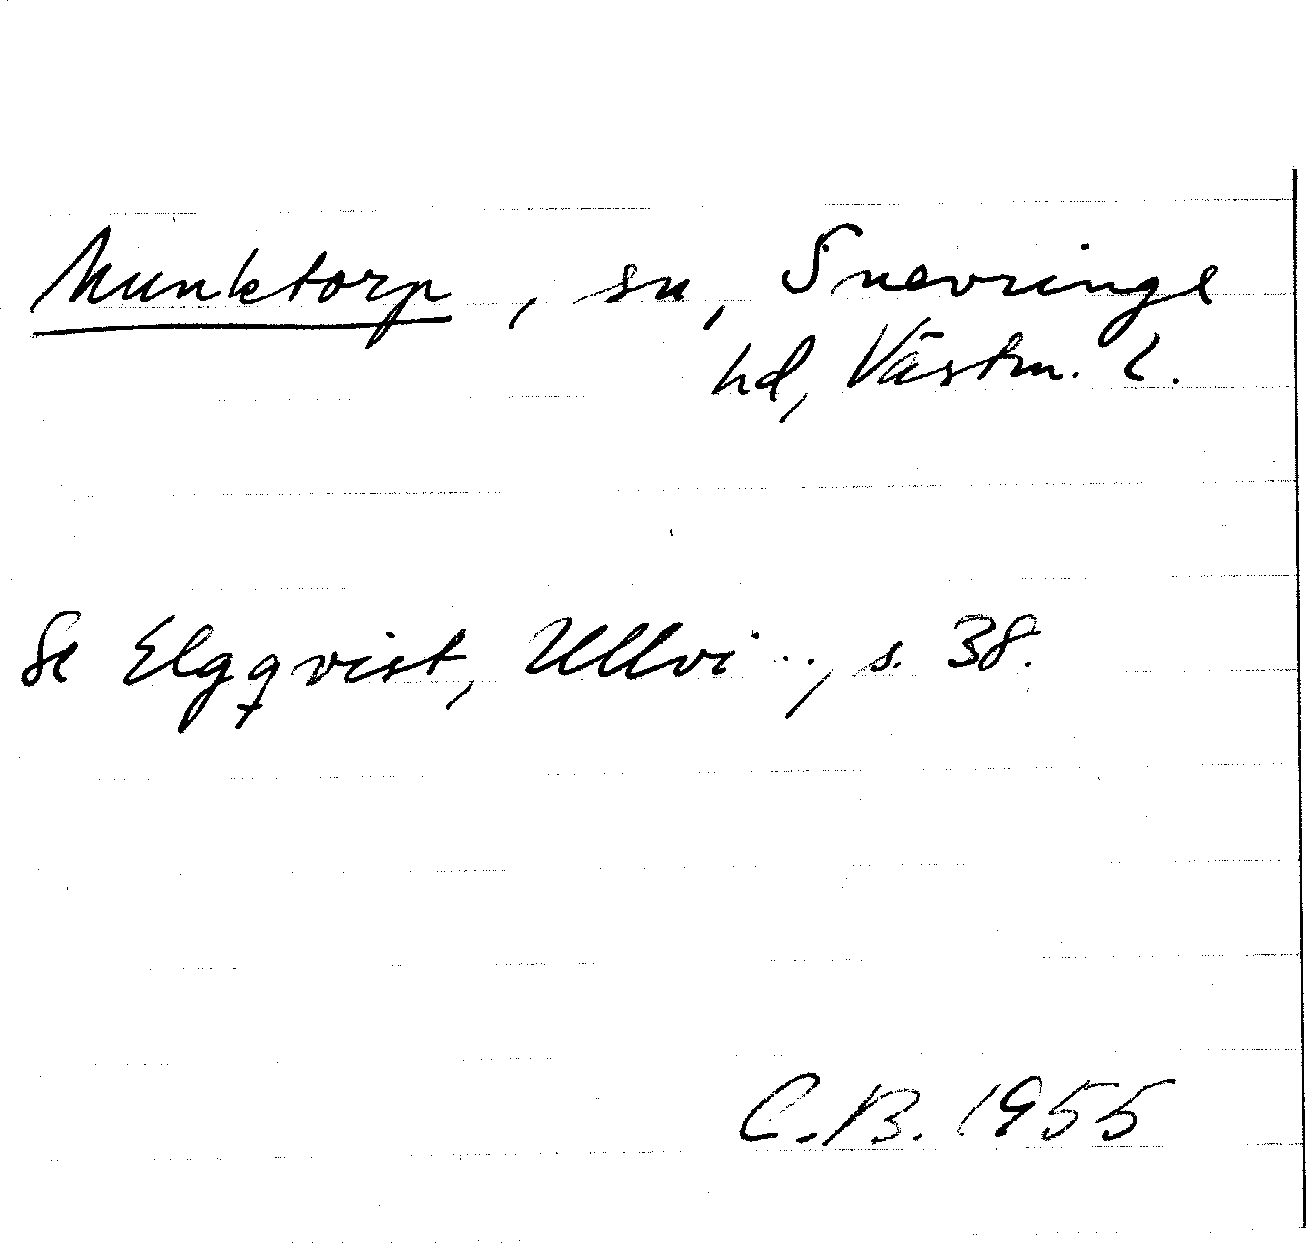 Munktorp, sn, Snevringe
hd, Västm. l.
Se Elgqvist, Ullvi..., s. 38.
C.B. 1955